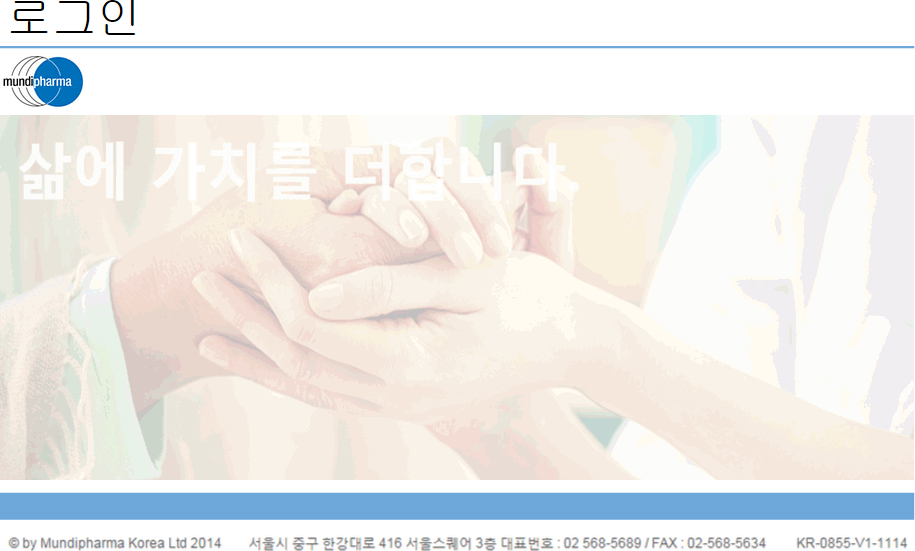 로그인
mundipharma
삶에 가치를 더합니다.
© by Mundipharma Korea Ltd 2014 서울시 중구 한강대로 416 서울스퀘어 3층 대표번호 : 02 568-5689 / FAX : 02-568-5634 KR-0855-V1-1114